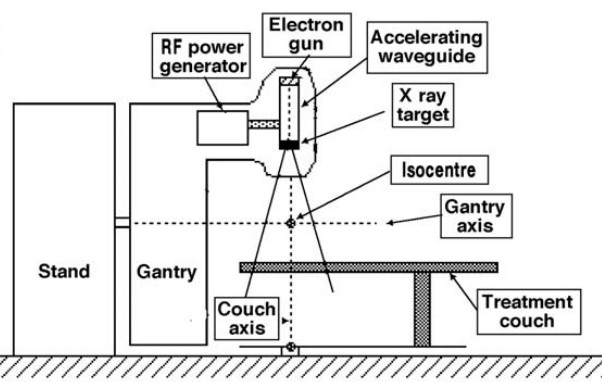 Electron
gun
RF power
generator
Accelerating
waveguide
X ray
target
Isocentre
Gantry
axis
Stand
Gantry
Couch
axis
Treatment
couch